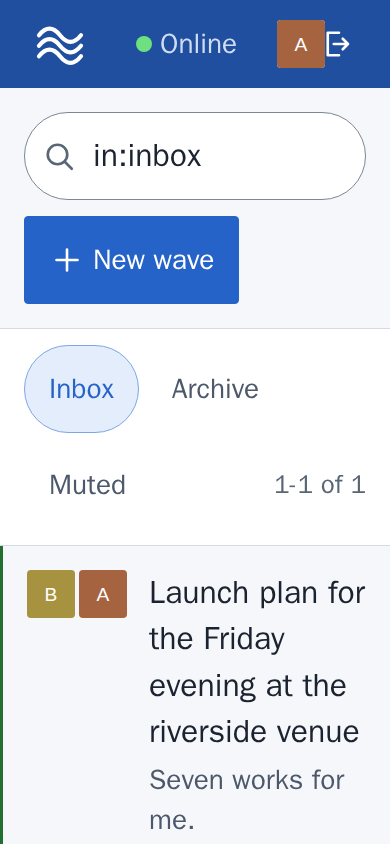 Online
A
in:inbox
New wave
Inbox
Archive
Muted
1-1 of 1
B
A
Launch plan for
the Friday
evening at the
riverside venue
Seven works for
me.